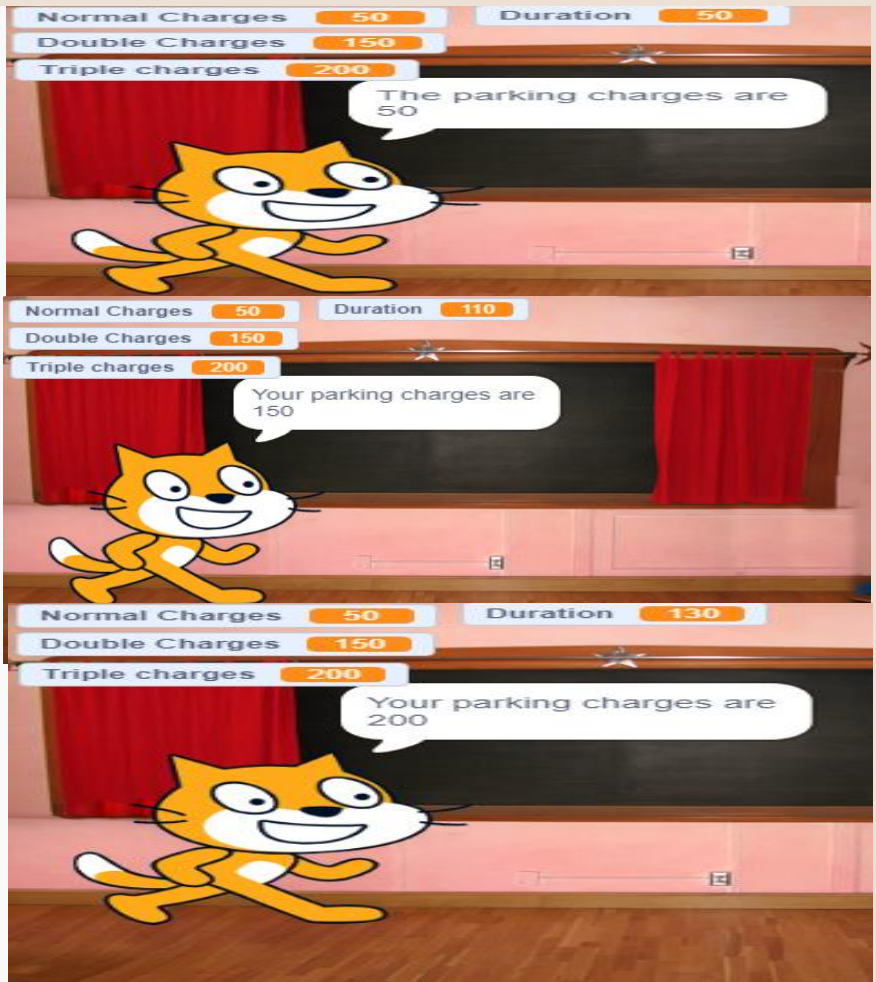 Normal Charges 50 Duration 50
Double Charges 150
Triple charges 200
The parking charges are
50
Normal Charges 50 Duration 110
Double Charges 150
Triple charges 200
Your parking charges are
150
Normal Charges 50 Duration 130
Double Charges 150
Triple charges 200
Your parking charges are
200